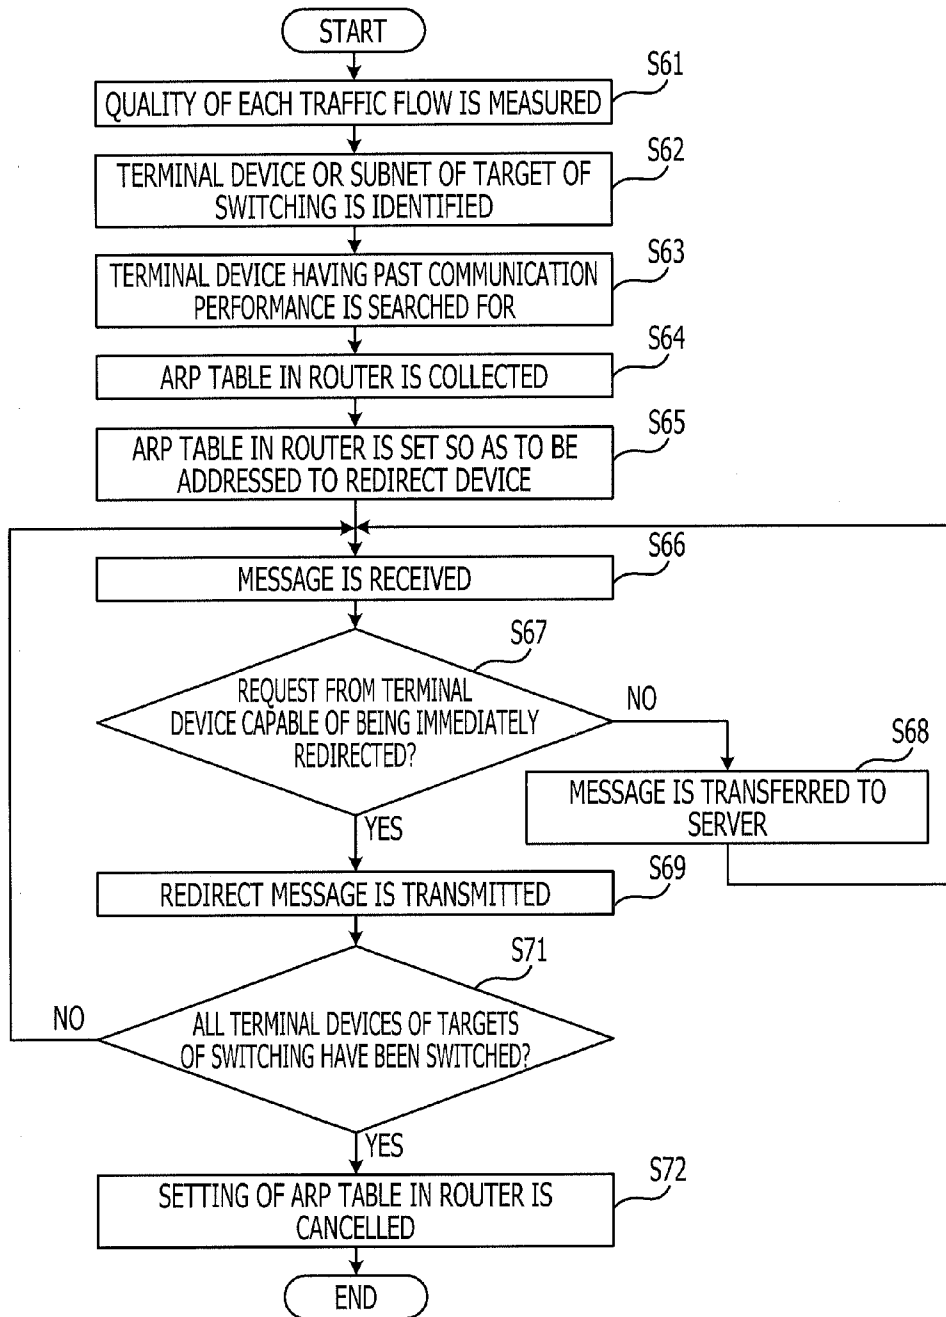 START
S61
QUALITY OF EACH TRAFFIC FLOW IS MEASURED
S62
TERMINAL DEVICE OR SUBNET OF TARGET OF
SWITCHING IS IDENTIFIED
S63
TERMINAL DEVICE HAVING PAST COMMUNICATION
PERFORMANCE IS SEARCHED FOR
S64
ARP TABLE IN ROUTER IS COLLECTED
S65
ARP TABLE IN ROUTER IS SET SO AS TO BE
ADDRESSED TO REDIRECT DEVICE
S66
MESSAGE IS RECEIVED
S67
REQUEST FROM TERMINAL
DEVICE CAPABLE OF BEING IMMEDIATELY
REDIRECTED?
NO
S68
MESSAGE IS TRANSFERRED TO
SERVER
YES
S69
REDIRECT MESSAGE IS TRANSMITTED
S71
NO
ALL TERMINAL DEVICES OF TARGETS
OF SWITCHING HAVE BEEN SWITCHED?
YES
S72
SETTING OF ARP TABLE IN ROUTER IS
CANCELLED
END